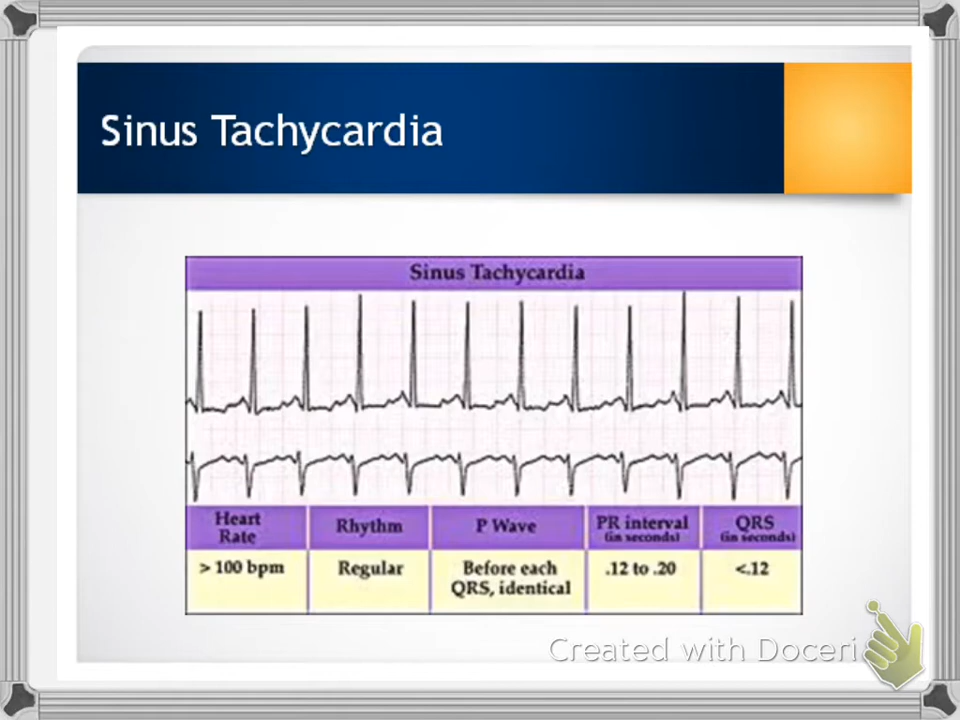 Sinus Tachycardia
Sinus Tachycardia
Heart Rate
Rhythm
P Wave
PR interval (in seconds)
QRS (in seconds)
> 100 bpm
Regular
Before each QRS, identical
.12 to .20
<.12
Created with Doceri